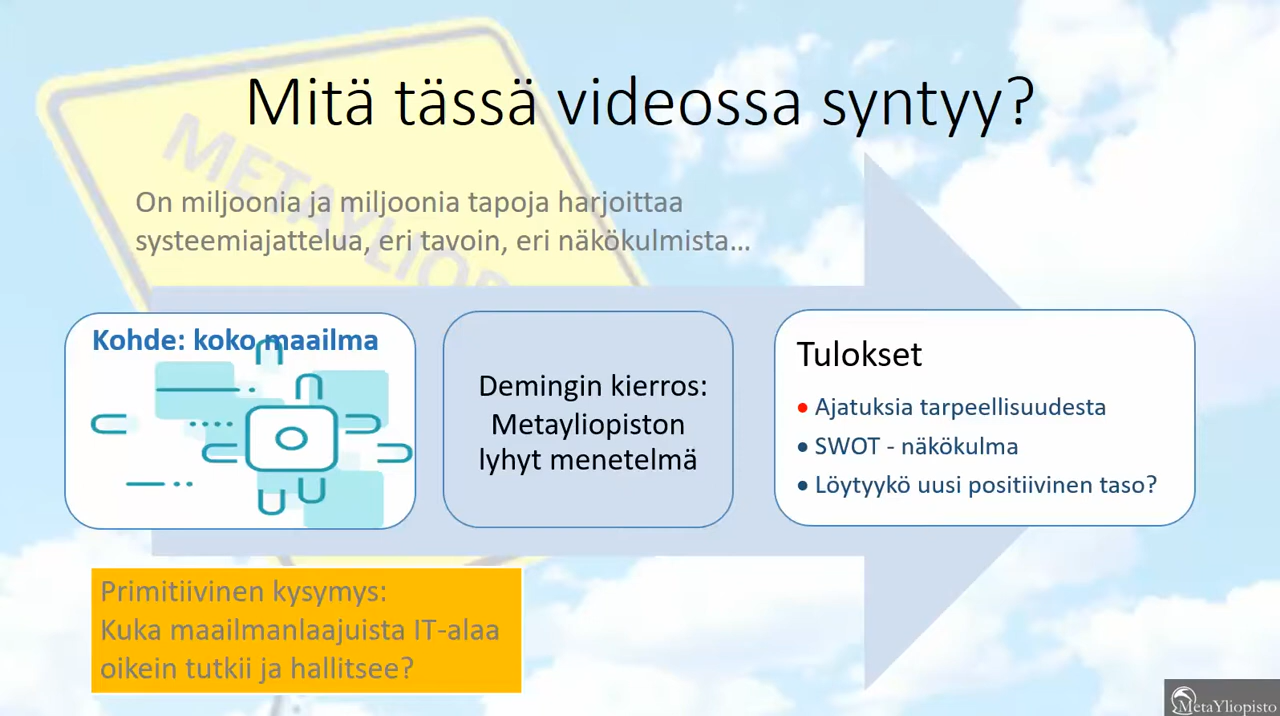 Mitä tässä videossa syntyy?
METAYLIOP
On miljoonia ja miljoonia tapoja harjoittaa
systeemiajattelua, eri tavoin, eri näkökulmista…
Kohde: koko maailma
Demingin kierros:
Metayliopiston
lyhyt menetelmä
Tulokset
• Ajatuksia tarpeellisuudesta
• SWOT - näkökulma
• Löytyykö uusi positiivinen taso?
Primitiivinen kysymys:
Kuka maailmanlaajuista IT-alaa
oikein tutkii ja hallitsee?
MetaYliopisto